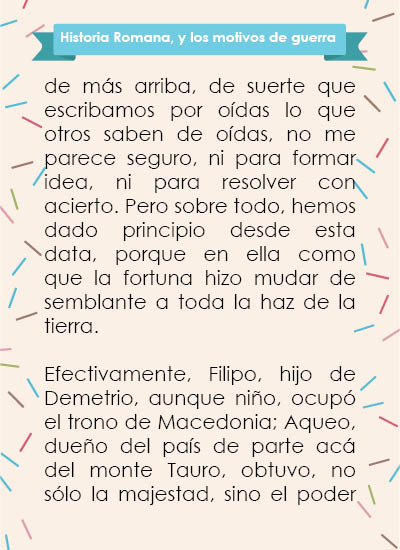 Historia Romana, y los motivos de guerra
de más arriba, de suerte que
escribamos por oídas lo que
otros saben de oídas, no me
parece seguro, ni para formar
idea, ni para resolver con
acierto. Pero sobre todo, hemos
dado principio desde esta
data, porque en ella como
que la fortuna hizo mudar de
semblante a toda la haz de la
tierra.
Efectivamente, Filipo, hijo de
Demetrio, aunque niño, ocupó
el trono de Macedonia; Aqueo,
dueño del país de parte acá
del monte Tauro, obtuvo, no
sólo la majestad, sino el poder